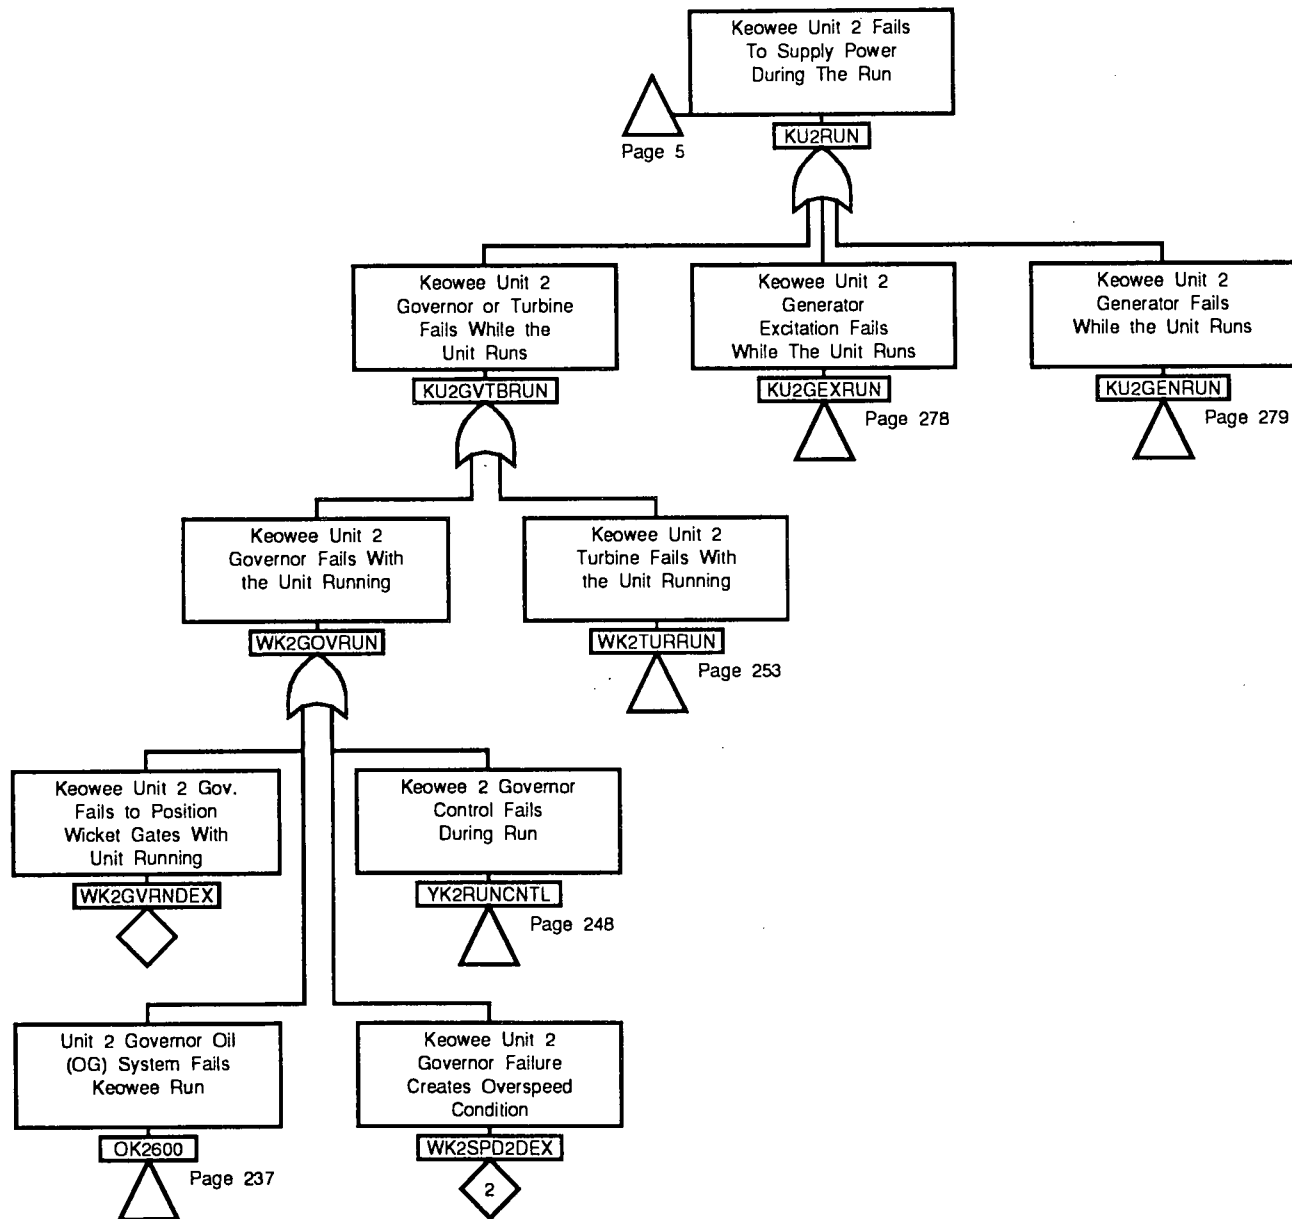 Keowee Unit 2 Fails
To Supply Power
During The Run
KU2RUN
Page 5
Keowee Unit 2
Governor or Turbine
Fails While the
Unit Runs
KU2GVTBRUN
Keowee Unit 2
Generator
Excitation Fails
While The Unit Runs
KU2GEXRUN
Page 278
Keowee Unit 2
Generator Fails
While the Unit Runs
KU2GENRUN
Page 279
Keowee Unit 2
Governor Fails With
the Unit Running
WK2GOVRUN
Keowee Unit 2
Turbine Fails With
the Unit Running
WK2TURRUN
Page 253
Keowee Unit 2 Gov.
Fails to Position
Wicket Gates With
Unit Running
WK2GVRNDEX
Keowee 2 Governor
Control Fails
During Run
YK2RUNCNTL
Page 248
Unit 2 Governor Oil
(OG) System Fails
Keowee Run
OK2600
Page 237
Keowee Unit 2
Governor Failure
Creates Overspeed
Condition
WK2SPD2DEX
2